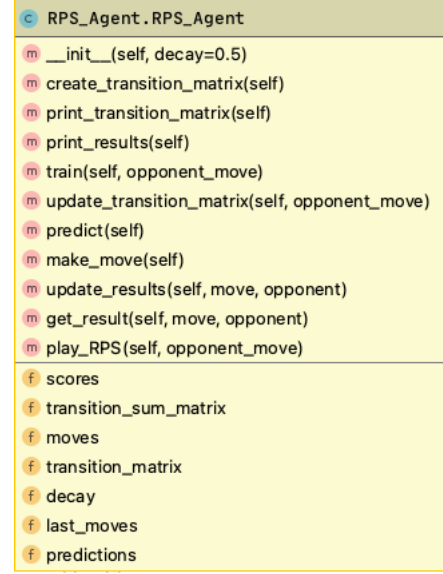 C RPS_Agent.RPS_Agent
m __init__(self, decay=0.5)
m create_transition_matrix(self)
m print_transition_matrix(self)
m print_results(self)
m train(self, opponent_move)
m update_transition_matrix(self, opponent_move)
m predict(self)
m make_move(self)
m update_results(self, move, opponent)
m get_result(self, move, opponent)
m play_RPS(self, opponent_move)
f scores
f transition_sum_matrix
f moves
f transition_matrix
f decay
f last_moves
f predictions